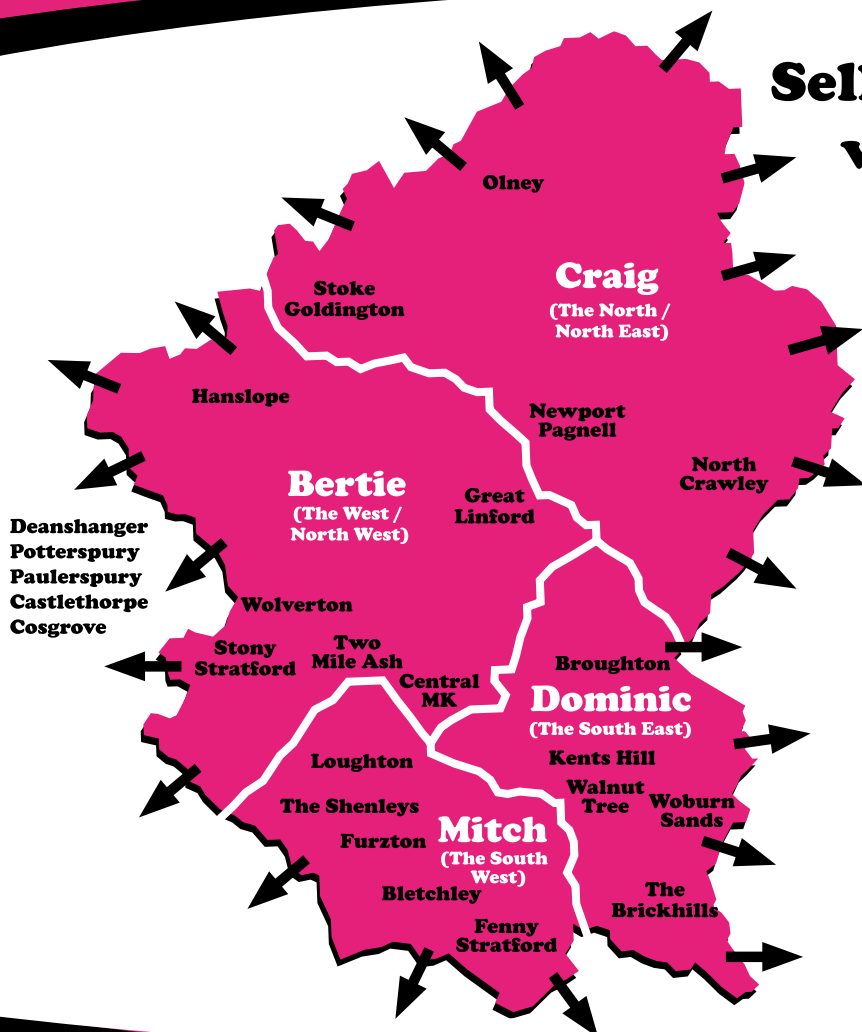 Olney
Craig
(The North /
North East)
Stoke
Goldington
Hanslope
Newport
Pagnell
North
Crawley
Bertie
(The West /
North West)
Great
Linford
Deanshanger
Potterspury
Paulerspury
Castlethorpe
Cosgrove
Wolverton
Stony
Stratford
Two
Mile Ash
Central
MK
Broughton
Dominic
(The South East)
Kents Hill
Walnut
Tree
Woburn
Sands
Loughton
The Shenleys
Furzton
Mitch
(The South
West)
Bletchley
Fenny
Stratford
The
Brickhills